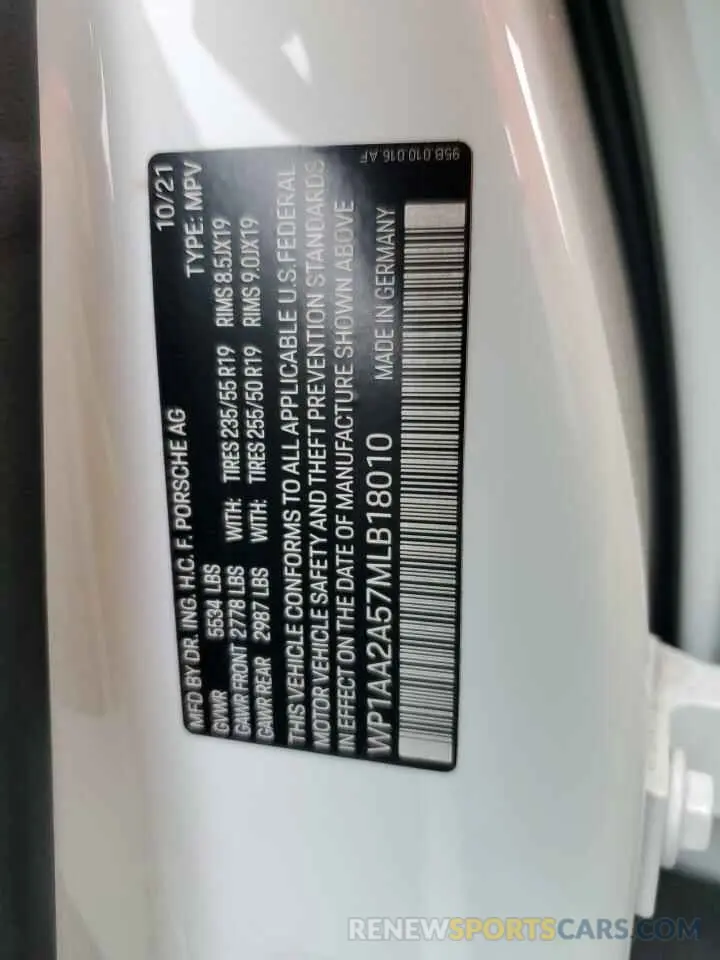 10/21
MFD BY DR. ING. H.C. F. PORSCHE AG TYPE: MPV
GVWR 5534 LBS
GAWR FRONT 2778 LBS WITH: TIRES 235/55 R19 RIMS 8.5JX19
GAWR REAR 2987 LBS WITH: TIRES 255/50 R19 RIMS 9.0JX19
THIS VEHICLE CONFORMS TO ALL APPLICABLE U.S. FEDERAL
MOTOR VEHICLE SAFETY AND THEFT PREVENTION STANDARDS
IN EFFECT ON THE DATE OF MANUFACTURE SHOWN ABOVE
WP1AA2A57MLB18010 MADE IN GERMANY
95B.010.016.AF
RENEWSPORTSCARS.COM